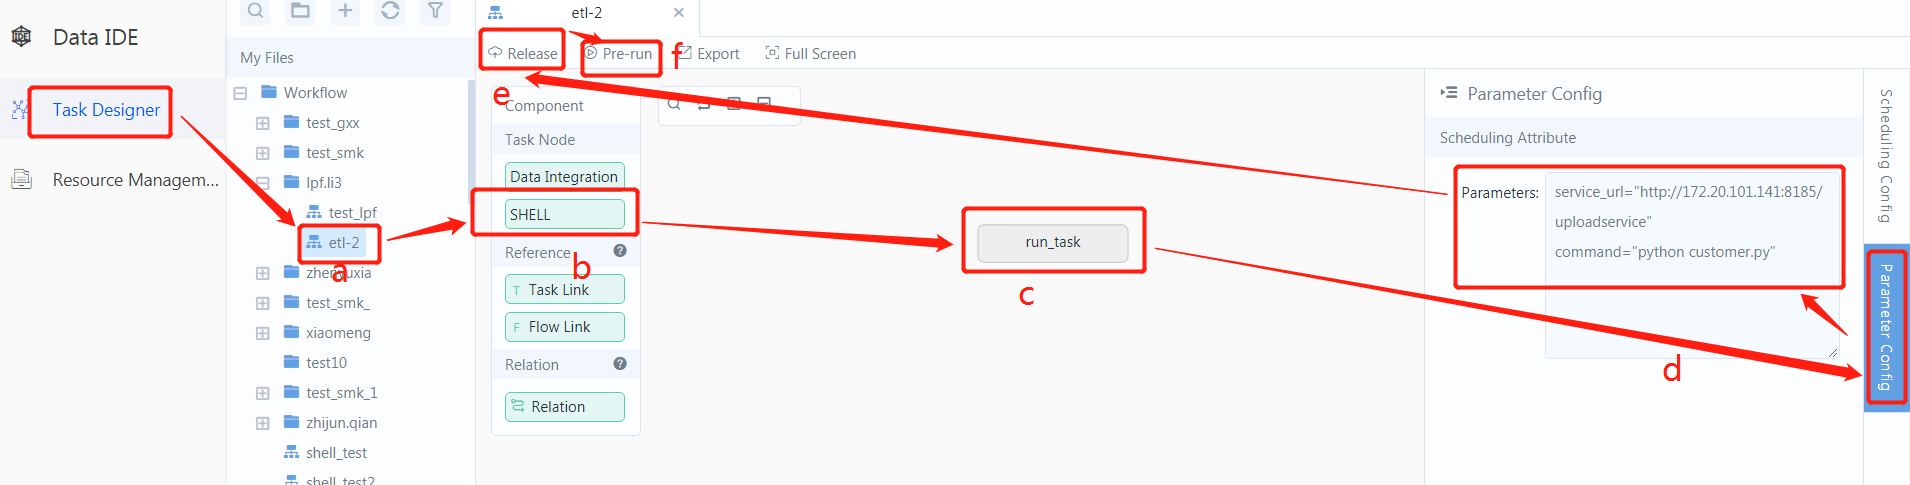 Data IDE
Task Designer
Resource Managem...
My Files
Workflow
test_gxx
test_smk
lpf.li3
test_lpf
etl-2
a
zhenyuxia
test_smk_
xiaomeng
test10
test_smk_1
zhijun.qian
shell_test
shell_test2
etl-2
Release
Pre-run
f
Export
Full Screen
e
Component
Task Node
Data Integration
SHELL
Reference
b
T Task Link
F Flow Link
Relation
Relation
run_task
c
Parameter Config
Scheduling Attribute
Parameters:
service_url="http://172.20.101.141:8185/
uploadservice"
command="python customer.py"
d
Scheduling Config
Parameter Config